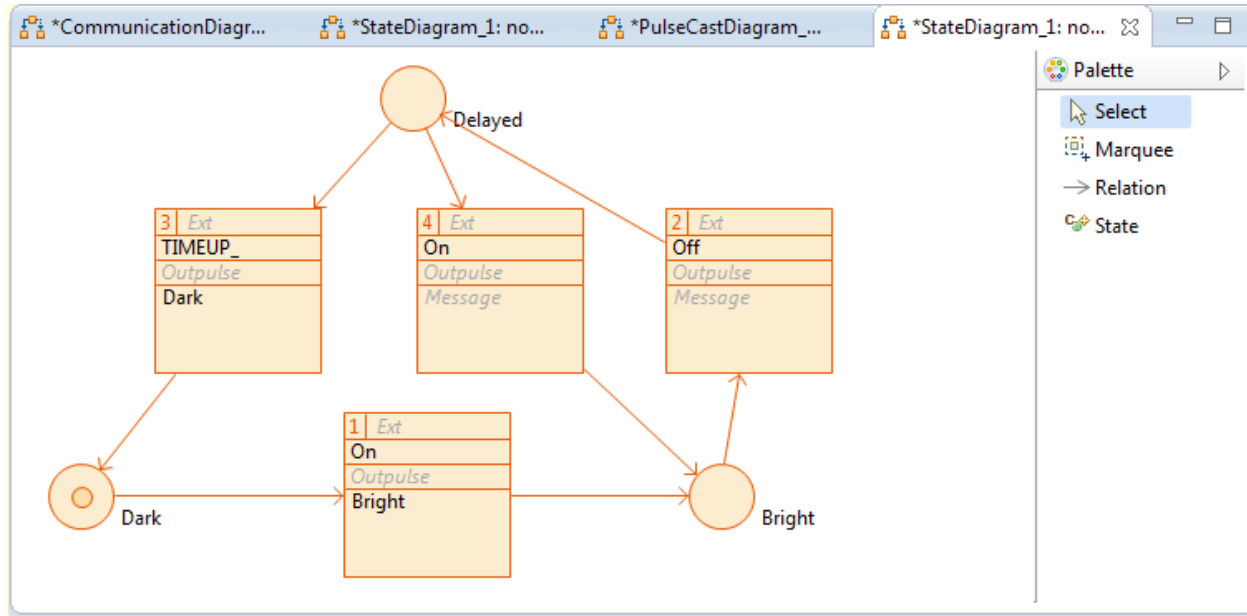 *CommunicationDiagr...
*StateDiagram_1: no...
*PulseCastDiagram_...
*StateDiagram_1: no...
Palette
Select
Marquee
Relation
State
Delayed
3 Ext
TIMEUP_
Outpulse
Dark
4 Ext
On
Outpulse
Message
2 Ext
Off
Outpulse
Message
1 Ext
On
Outpulse
Bright
Dark
Bright